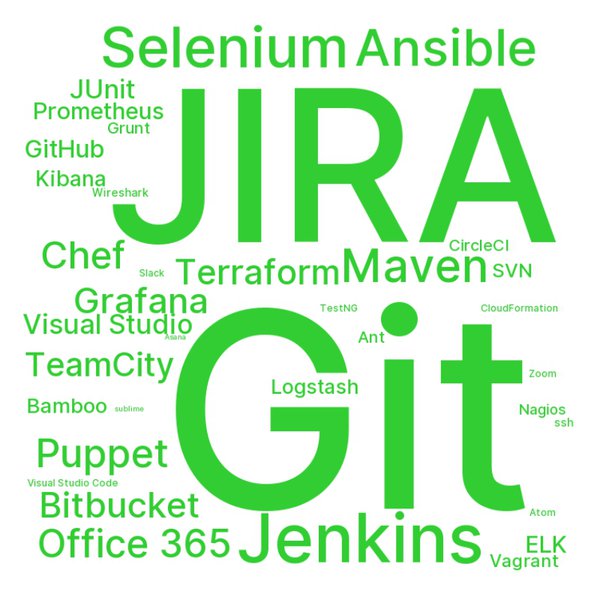 Selenium
Ansible
JUnit
Prometheus
Grunt
GitHub
Kibana
Wireshark
JIRA
Chef
Slack
Terraform
Maven
CircleCI
SVN
Grafana
TestNG
CloudFormation
Visual Studio
Asana
Ant
TeamCity
Git
Logstash
Zoom
Bamboo
sublime
Nagios
ssh
Puppet
Visual Studio Code
Bitbucket
Atom
Office 365
Jenkins
ELK
Vagrant